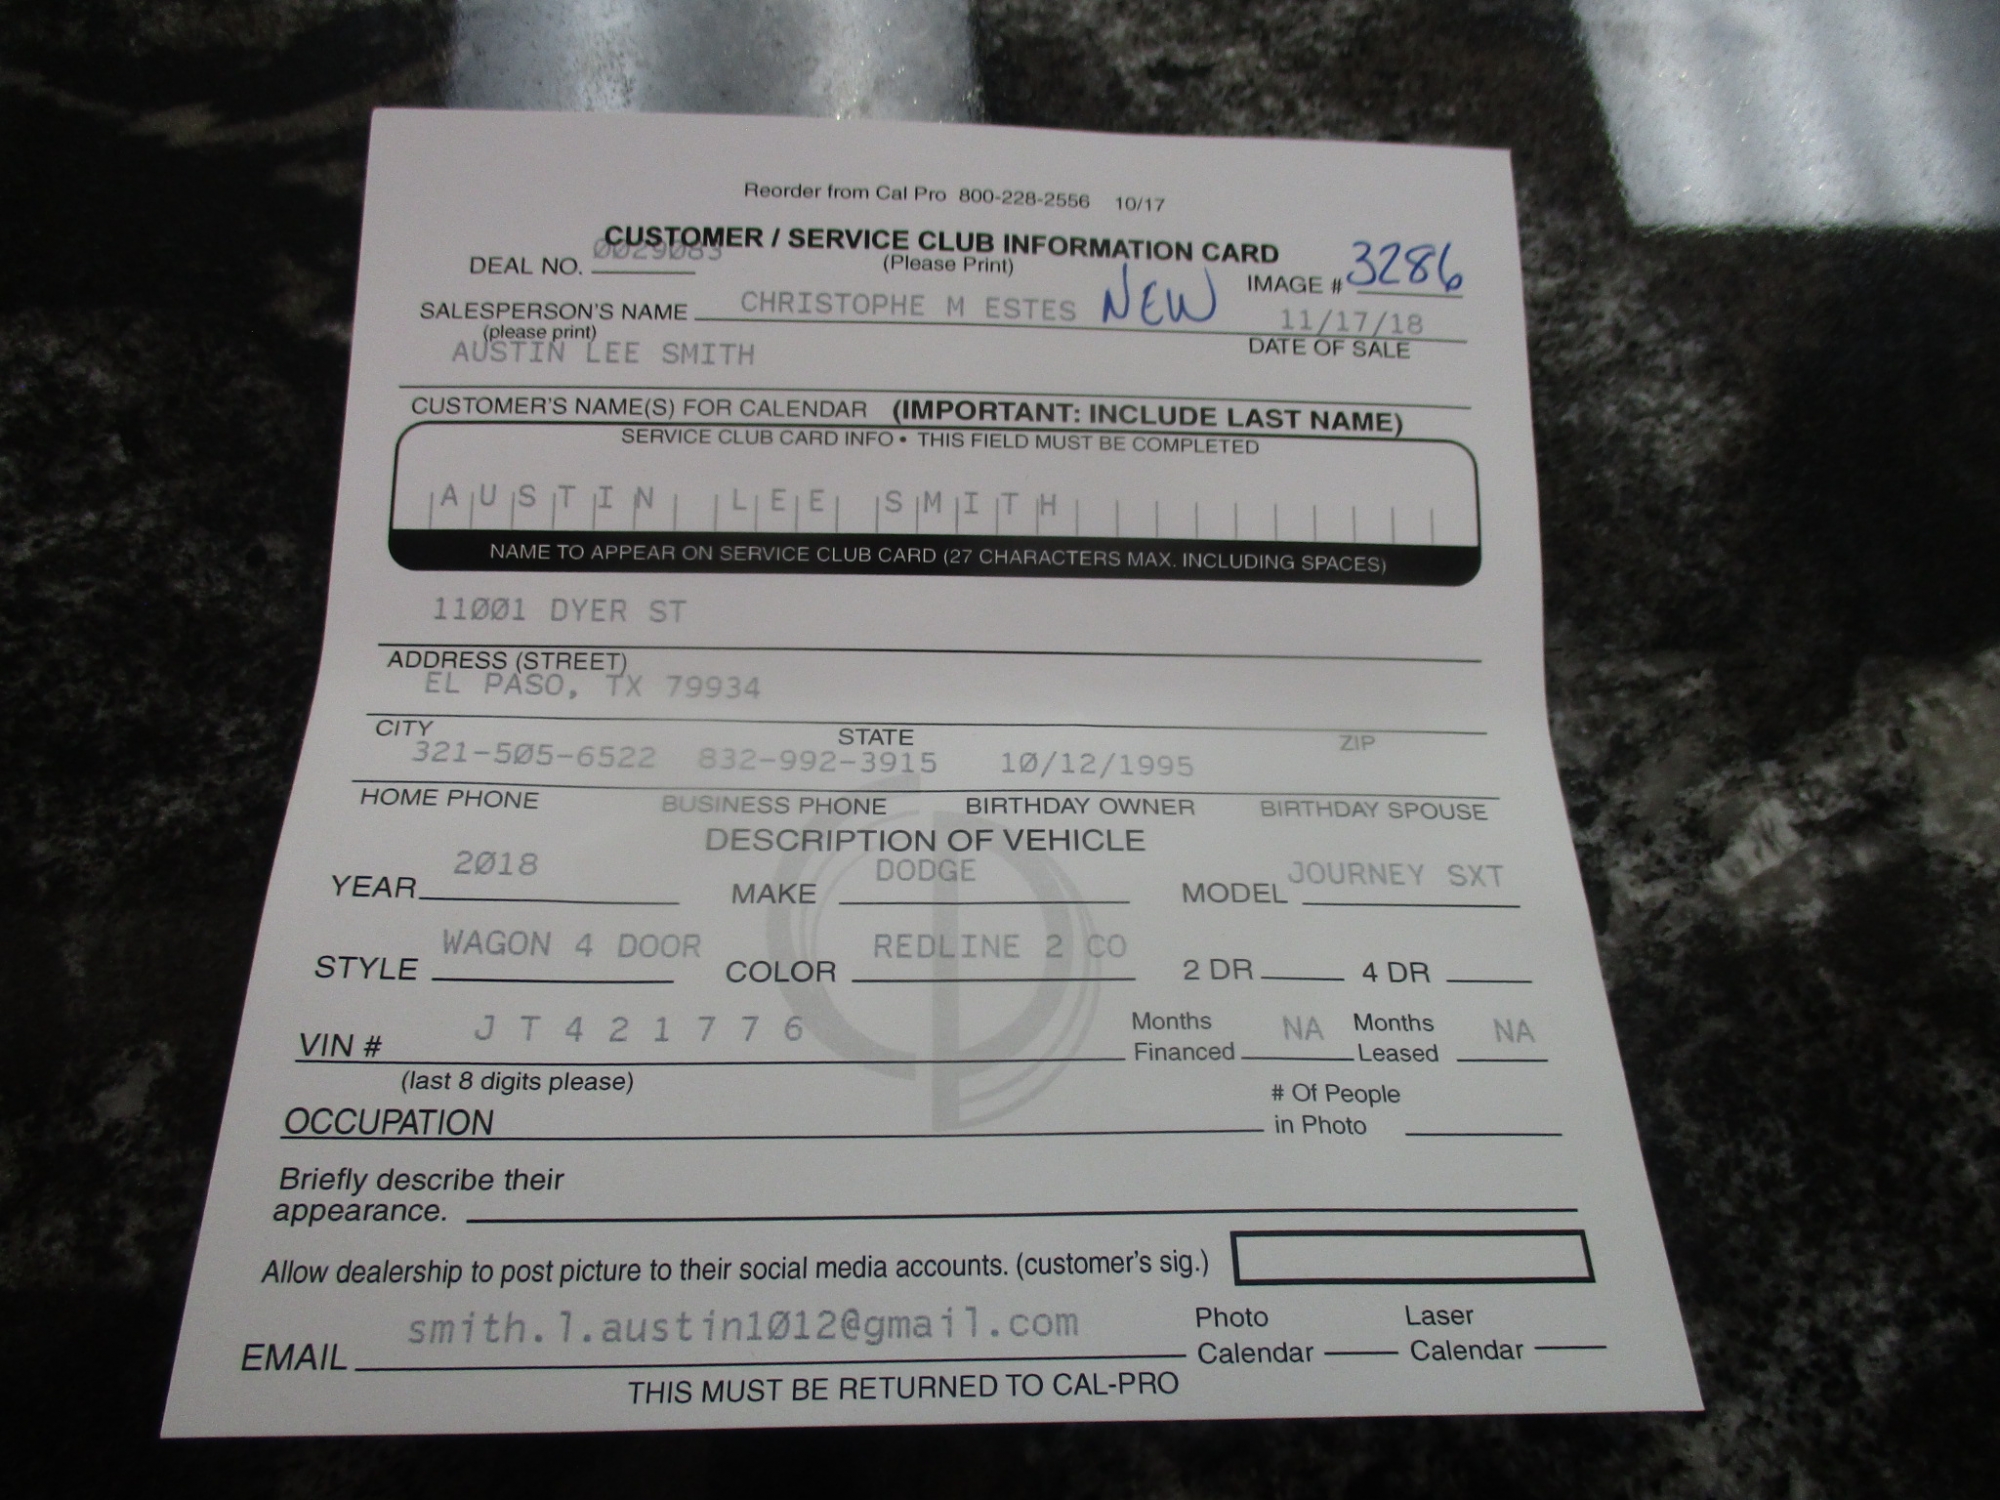 Reorder from Cal Pro 800-228-2556 10/17
CUSTOMER / SERVICE CLUB INFORMATION CARD
(Please Print)
DEAL NO. 0029083 IMAGE # 3286
SALESPERSON'S NAME CHRISTOPHE M ESTES NEW 11/17/18
(please print) DATE OF SALE
AUSTIN LEE SMITH
CUSTOMER'S NAME(S) FOR CALENDAR (IMPORTANT: INCLUDE LAST NAME)
SERVICE CLUB CARD INFO • THIS FIELD MUST BE COMPLETED
AUSTIN LEE SMITH
NAME TO APPEAR ON SERVICE CLUB CARD (27 CHARACTERS MAX. INCLUDING SPACES)
11001 DYER ST
ADDRESS (STREET)
EL PASO, TX 79934
CITY STATE ZIP
321-505-6522 832-992-3915 10/12/1995
HOME PHONE BUSINESS PHONE BIRTHDAY OWNER BIRTHDAY SPOUSE
DESCRIPTION OF VEHICLE
YEAR 2018 MAKE DODGE MODEL JOURNEY SXT
STYLE WAGON 4 DOOR COLOR REDLINE 2 CO 2 DR 4 DR
VIN # J T 4 2 1 7 7 6 Months Financed NA Months Leased NA
(last 8 digits please)
OCCUPATION # Of People in Photo
Briefly describe their
appearance.
Allow dealership to post picture to their social media accounts. (customer's sig.)
EMAIL smith.l.austin1012@gmail.com Photo Calendar Laser Calendar
THIS MUST BE RETURNED TO CAL-PRO